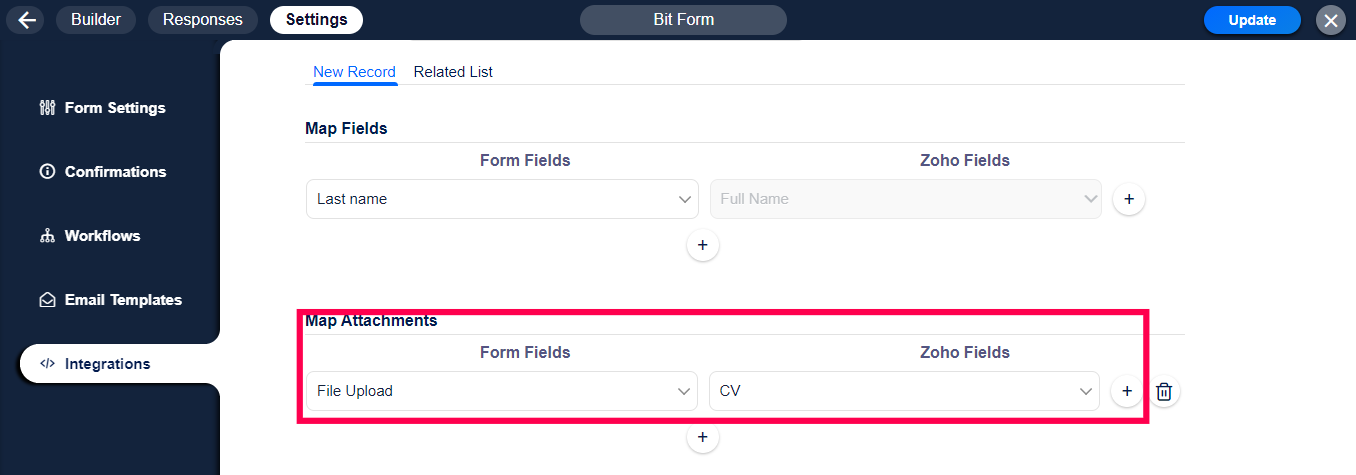 Builder Responses Settings Bit Form Update
New Record Related List
Form Settings
Map Fields
Form Fields Zoho Fields
Confirmations
Last name Full Name +
Workflows
+
Email Templates
Map Attachments
Form Fields Zoho Fields
Integrations
File Upload CV +
+